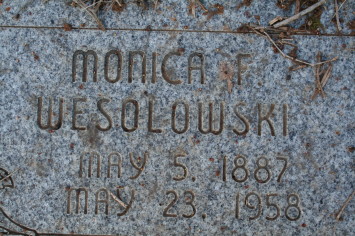 MONICA F.
WESOLOWSKI
MAY 5, 1887
MAY 23, 1958